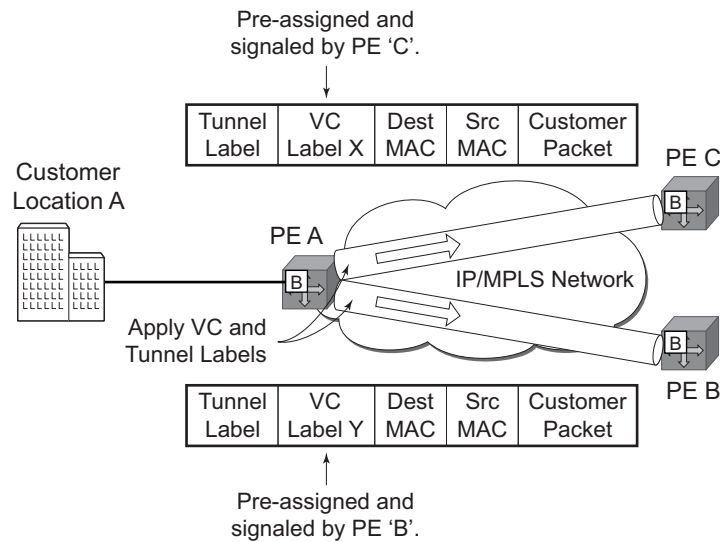 Pre-assigned and
signaled by PE ‘C’.
Tunnel Label
VC Label X
Dest MAC
Src MAC
Customer Packet
Customer
Location A
PE A
PE C
B
B
IP/MPLS Network
Apply VC and
Tunnel Labels
B
PE B
Tunnel Label
VC Label Y
Dest MAC
Src MAC
Customer Packet
Pre-assigned and
signaled by PE ‘B’.